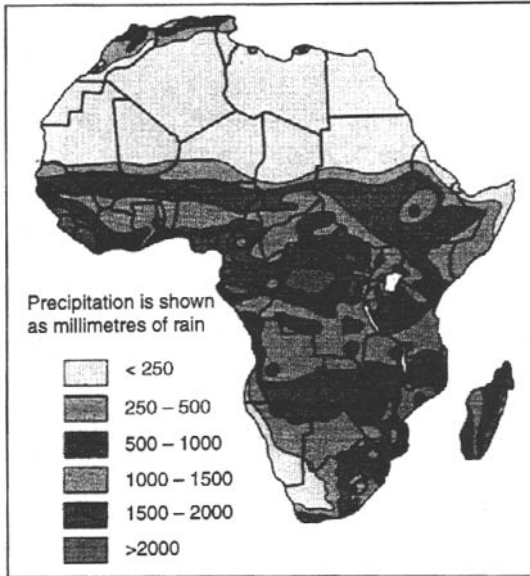 Precipitation is shown
as millimetres of rain
< 250
250 – 500
500 – 1000
1000 – 1500
1500 – 2000
>2000